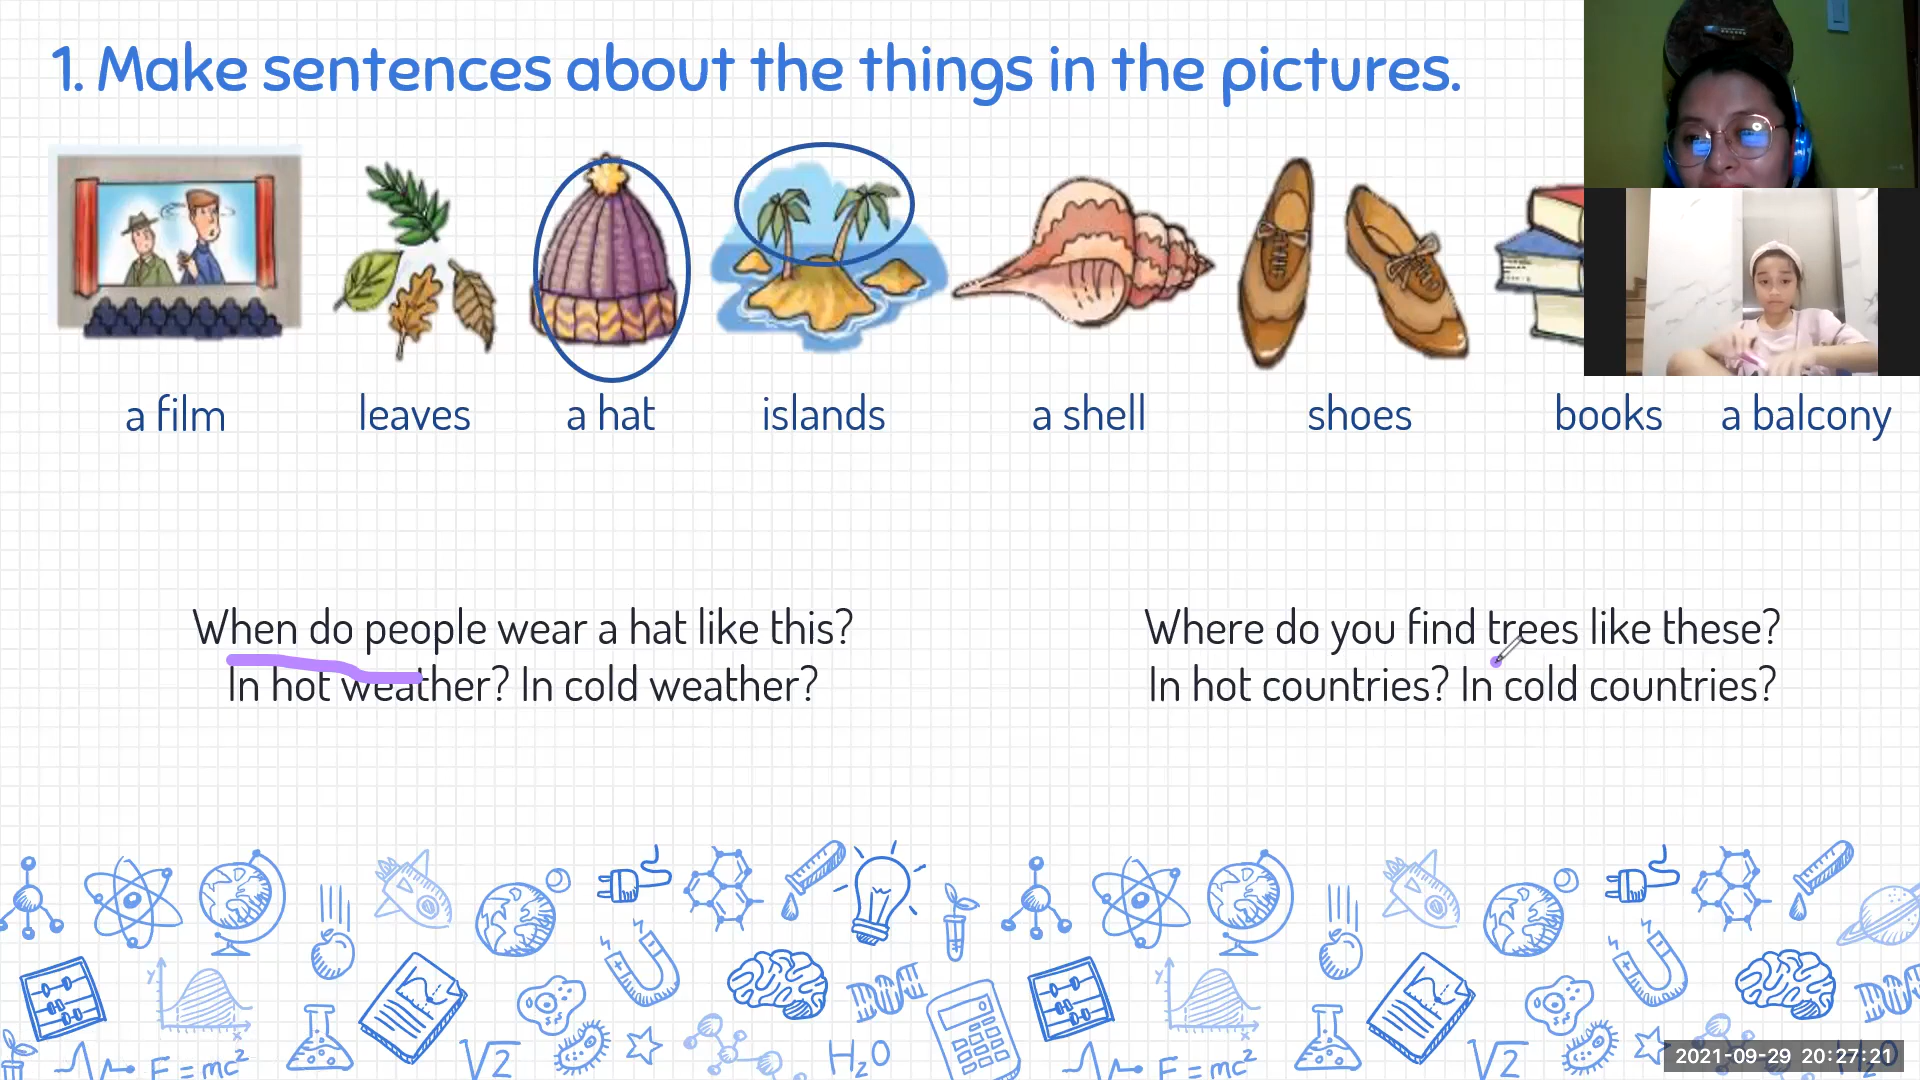 1. Make sentences about the things in the pictures.
a film
leaves
a hat
islands
a shell
shoes
books
a balcony
When do people wear a hat like this?
In hot weather? In cold weather?
Where do you find trees like these?
In hot countries? In cold countries?
y
x
F = mc²
√2
H₂O
y
x
F = mc²
√2
H₂O
2021-09-29 20:27:21